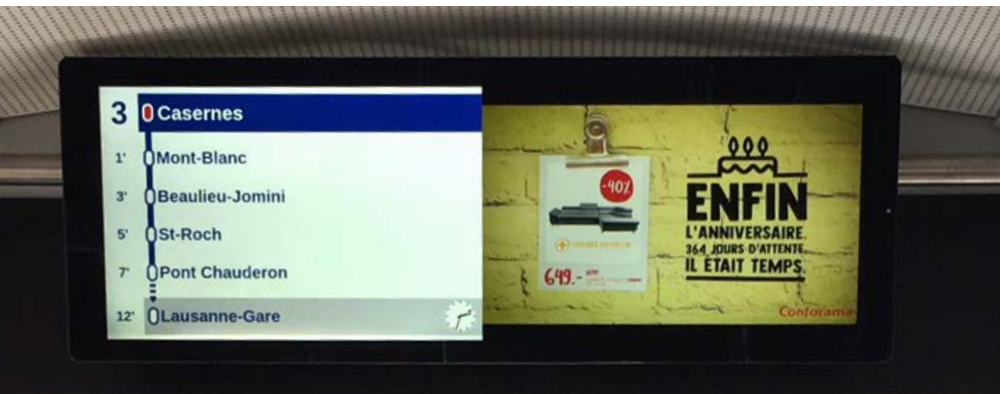 3 Casernes
1' Mont-Blanc
3' Beaulieu-Jomini
5' St-Roch
7' Pont Chauderon
12' Lausanne-Gare
-40%
649.-
ENFIN
L'ANNIVERSAIRE.
364 JOURS D'ATTENTE.
IL ÉTAIT TEMPS.
Conforama